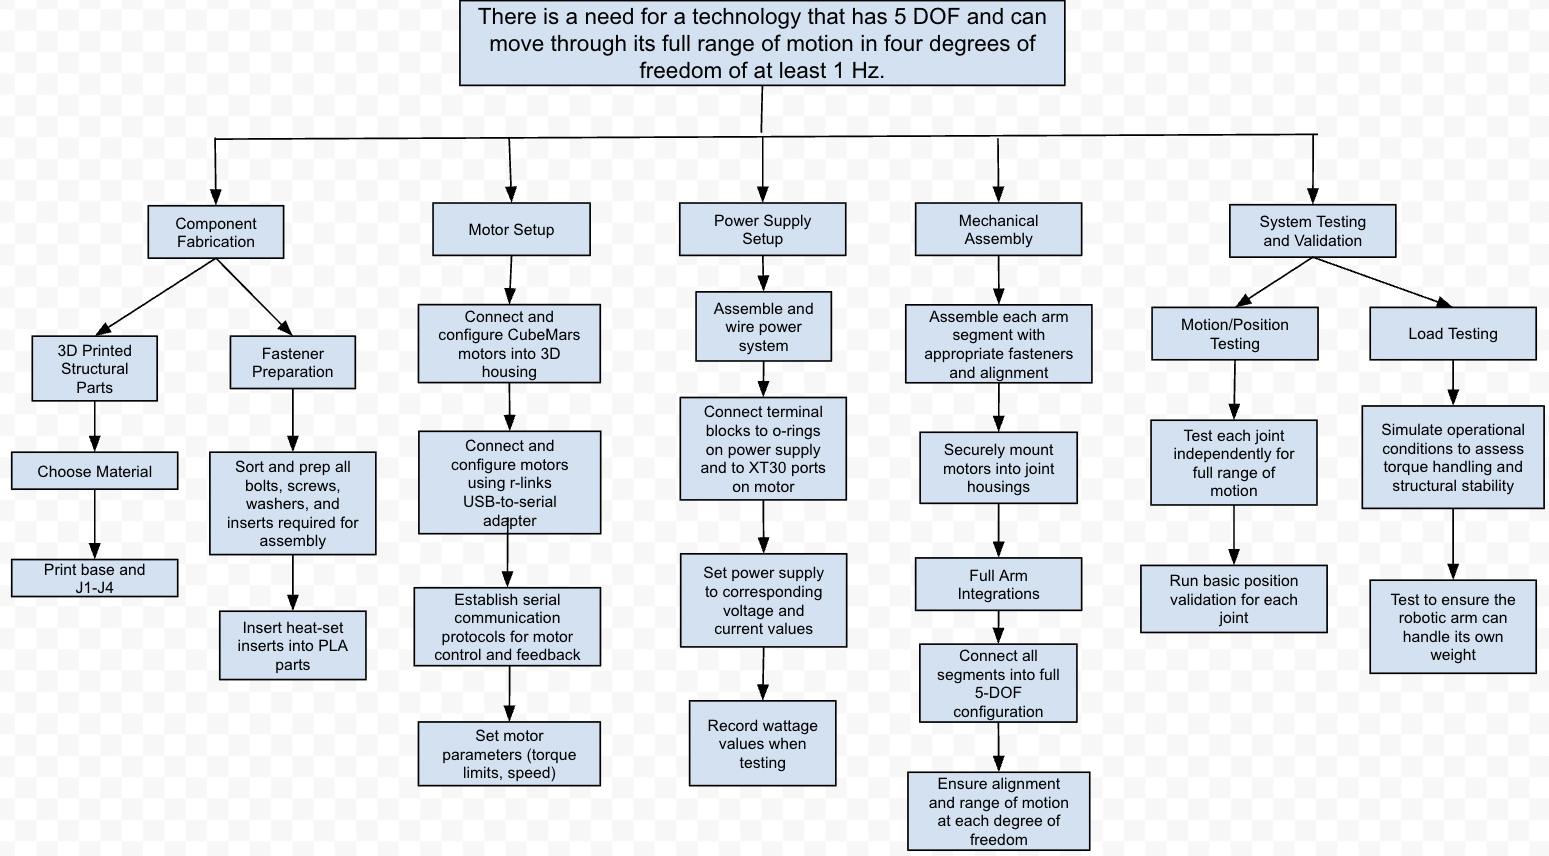 There is a need for a technology that has 5 DOF and can
move through its full range of motion in four degrees of
freedom of at least 1 Hz.
Component
Fabrication
Motor Setup
Power Supply
Setup
Mechanical
Assembly
System Testing
and Validation
3D Printed
Structural
Parts
Choose Material
Print base and
J1-J4
Fastener
Preparation
Sort and prep all
bolts, screws,
washers, and
inserts required for
assembly
Insert heat-set
inserts into PLA
parts
Connect and
configure CubeMars
motors into 3D
housing
Connect and
configure motors
using r-links
USB-to-serial
adapter
Establish serial
communication
protocols for motor
control and feedback
Set motor
parameters (torque
limits, speed)
Assemble and
wire power
system
Connect terminal
blocks to o-rings
on power supply
and to XT30 ports
on motor
Set power supply
to corresponding
voltage and
current values
Record wattage
values when
testing
Assemble each arm
segment with
appropriate fasteners
and alignment
Securely mount
motors into joint
housings
Full Arm
Integrations
Connect all
segments into full
5-DOF
configuration
Ensure alignment
and range of motion
at each degree of
freedom
Motion/Position
Testing
Test each joint
independently for
full range of
motion
Run basic position
validation for each
joint
Load Testing
Simulate operational
conditions to assess
torque handling and
structural stability
Test to ensure the
robotic arm can
handle its own
weight